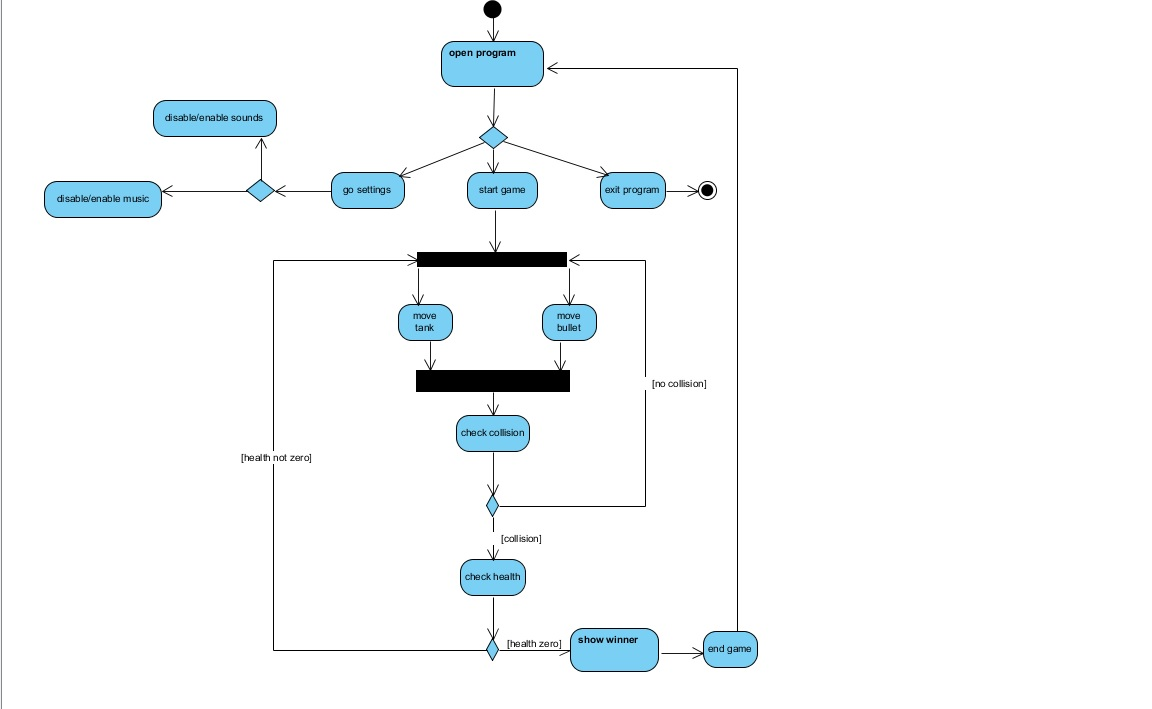 open program
disable/enable sounds
disable/enable music
go settings
start game
exit program
move
tank
move
bullet
[no collision]
check collision
[health not zero]
[collision]
check health
[health zero]
show winner
end game